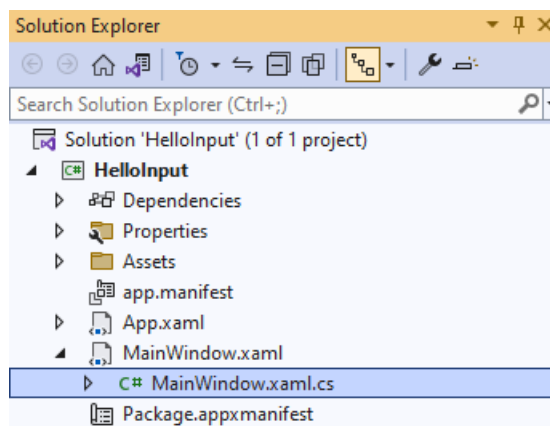 Solution Explorer
Search Solution Explorer (Ctrl+;)
Solution 'HelloInput' (1 of 1 project)
C# HelloInput
Dependencies
Properties
Assets
app.manifest
App.xaml
MainWindow.xaml
C# MainWindow.xaml.cs
Package.appxmanifest